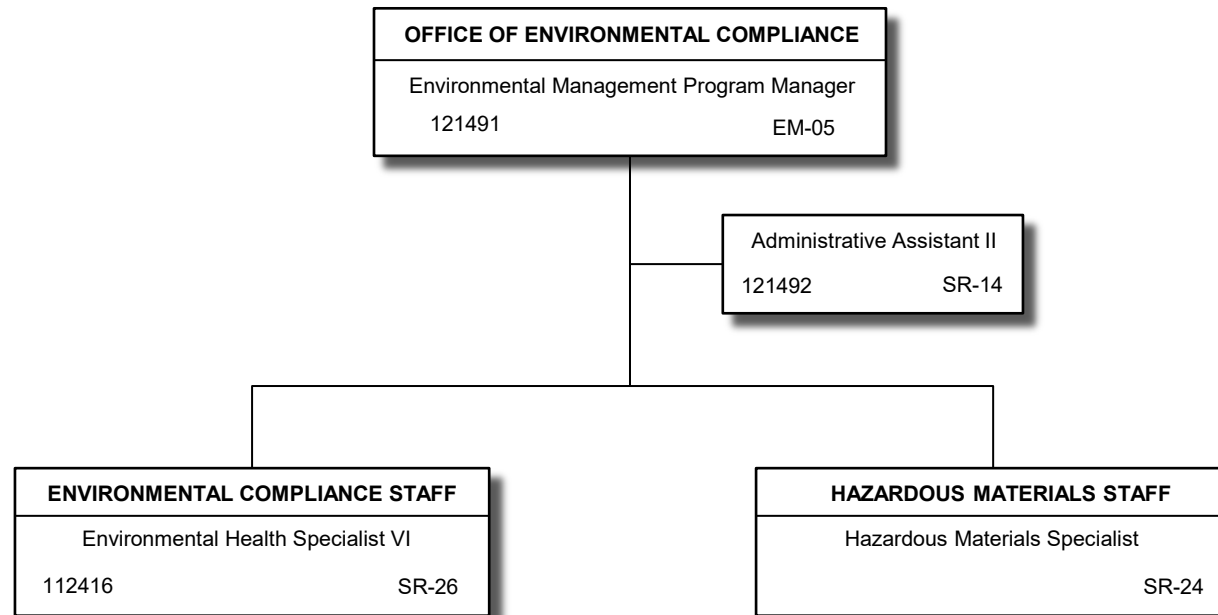 OFFICE OF ENVIRONMENTAL COMPLIANCE
Environmental Management Program Manager
121491 EM-05
Administrative Assistant II
121492 SR-14
ENVIRONMENTAL COMPLIANCE STAFF
Environmental Health Specialist VI
112416 SR-26
HAZARDOUS MATERIALS STAFF
Hazardous Materials Specialist
SR-24